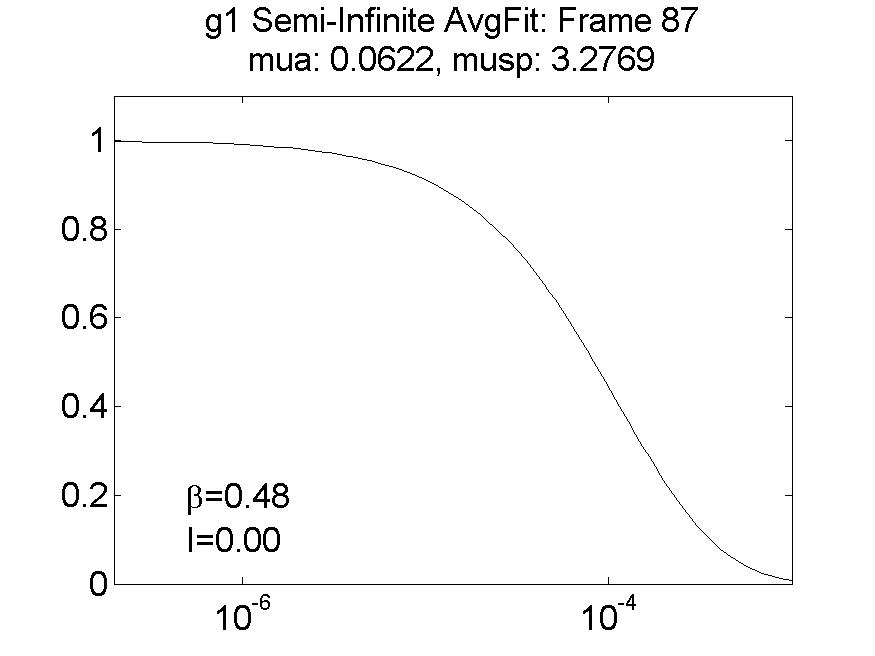 g1 Semi-Infinite AvgFit: Frame 87
mua: 0.0622, musp: 3.2769
1
0.8
0.6
0.4
0.2
0
β=0.48
I=0.00
10^-6
10^-4